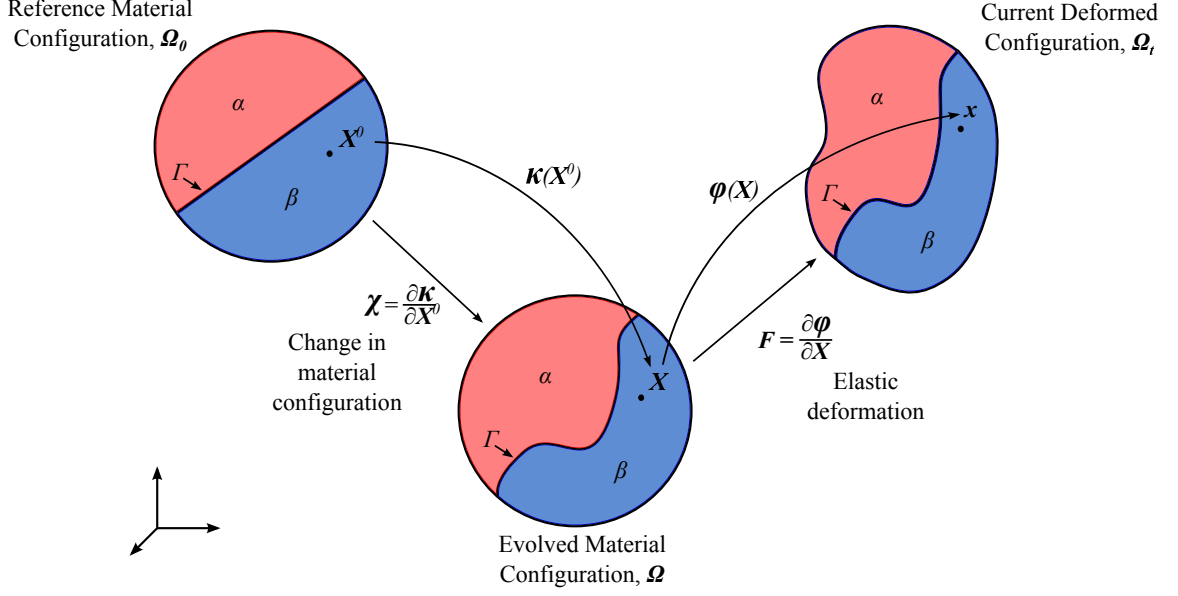 Reference Material
Configuration, Ω₀
α
X⁰
Γ
β
κ(X⁰)
χ = ∂κ/∂X⁰
Change in
material
configuration
α
X
Γ
β
Evolved Material
Configuration, Ω
φ(X)
F = ∂φ/∂X
Elastic
deformation
Current Deformed
Configuration, Ωₜ
α
x
Γ
β